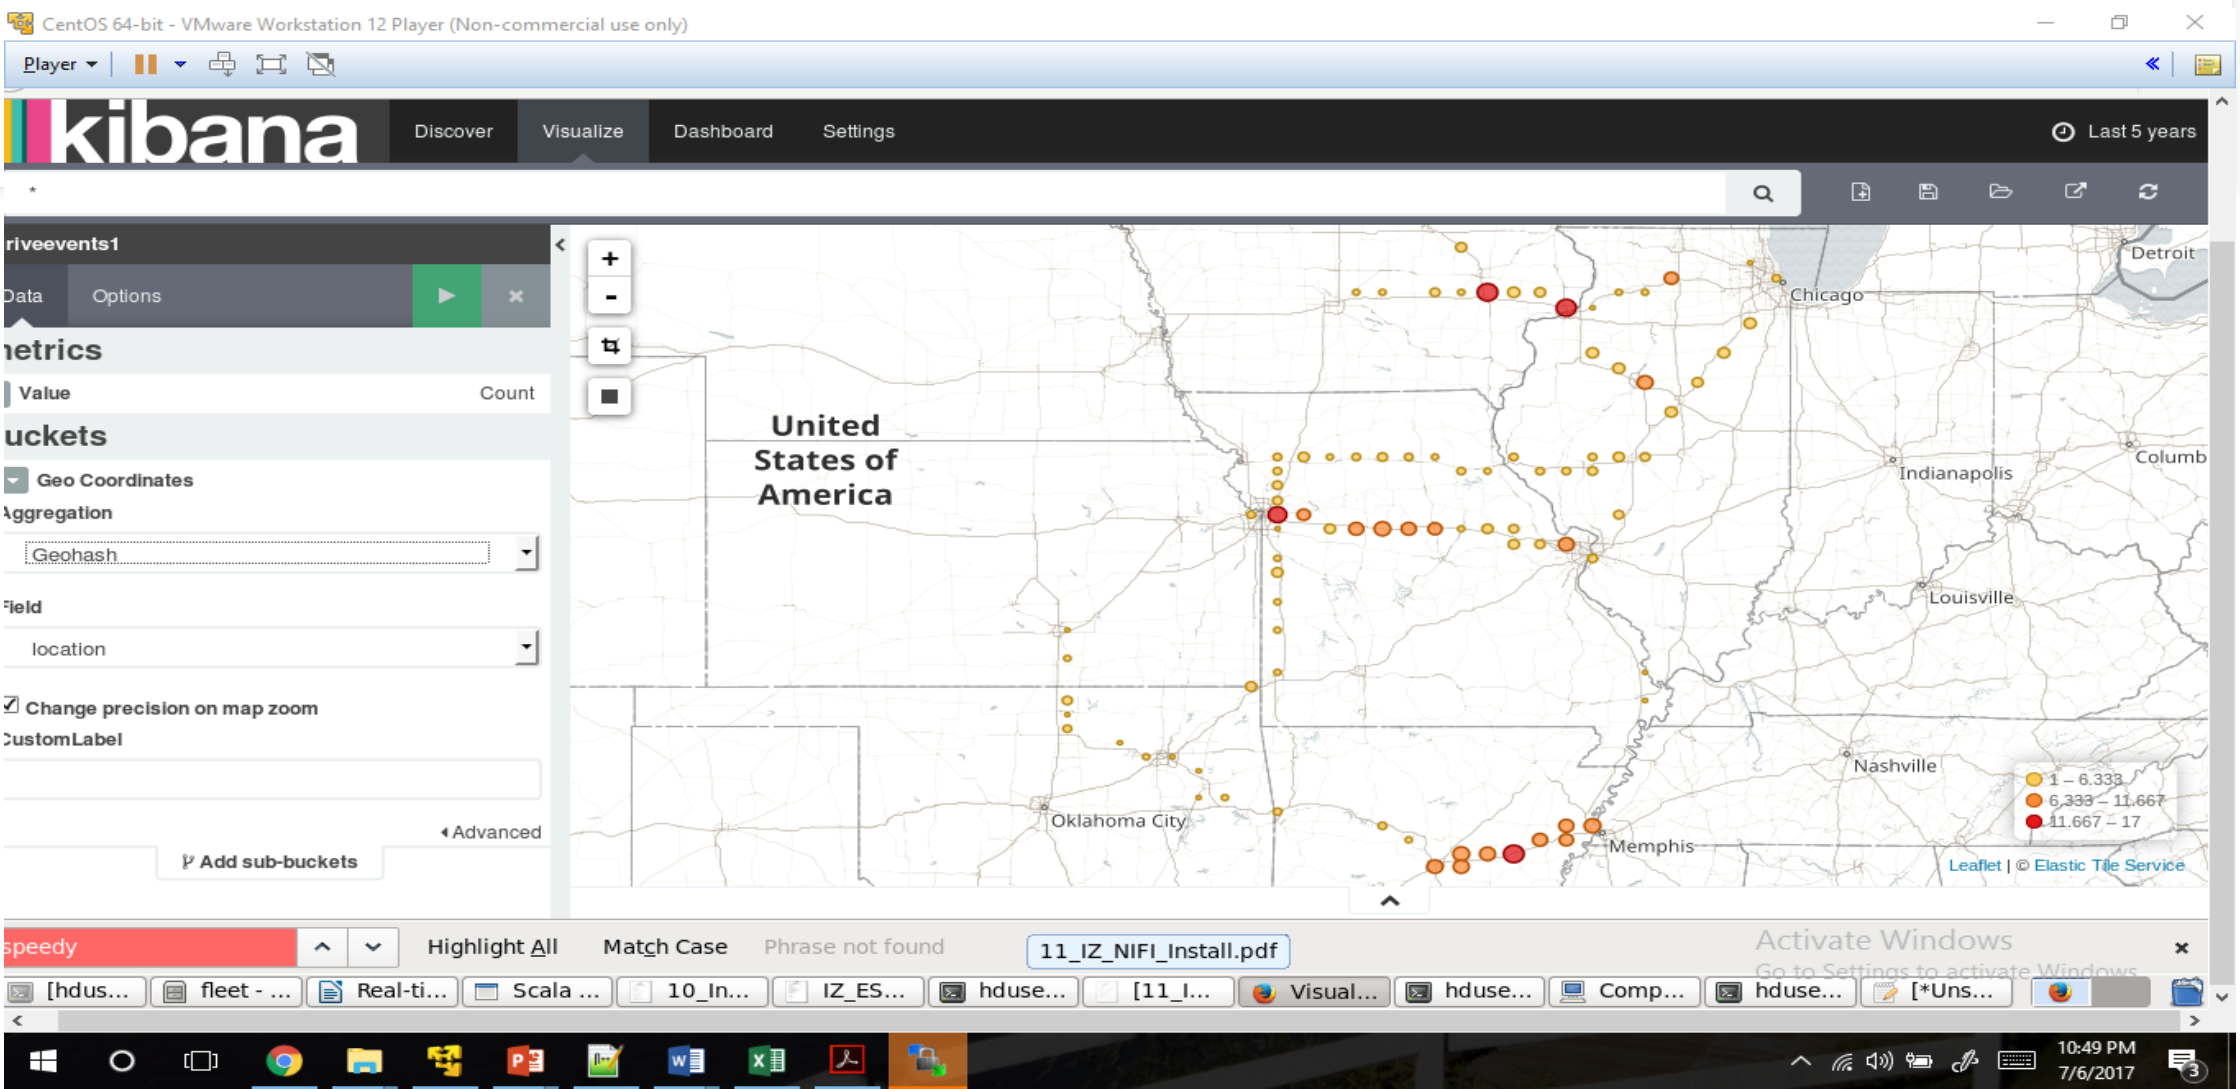 CentOS 64-bit - VMware Workstation 12 Player (Non-commercial use only)
Player
kibana
Discover
Visualize
Dashboard
Settings
Last 5 years
*
riveevents1
Data
Options
netrics
Value
Count
uckets
Geo Coordinates
Aggregation
Geohash
Field
location
Change precision on map zoom
CustomLabel
Advanced
Add sub-buckets
+
-
United
States of
America
Detroit
Chicago
Columb
Indianapolis
Louisville
Nashville
Oklahoma City
Memphis
1 – 6.333
6.333 – 11.667
11.667 – 17
Leaflet | © Elastic Tile Service
speedy
Highlight All
Match Case
Phrase not found
11_IZ_NIFI_Install.pdf
Activate Windows
Go to Settings to activate Windows.
[hdus...
fleet - ...
Real-ti...
Scala ...
10_In...
IZ_ES...
hduse...
[11_I...
Visual...
hduse...
Comp...
hduse...
[*Uns...
10:49 PM
7/6/2017
3